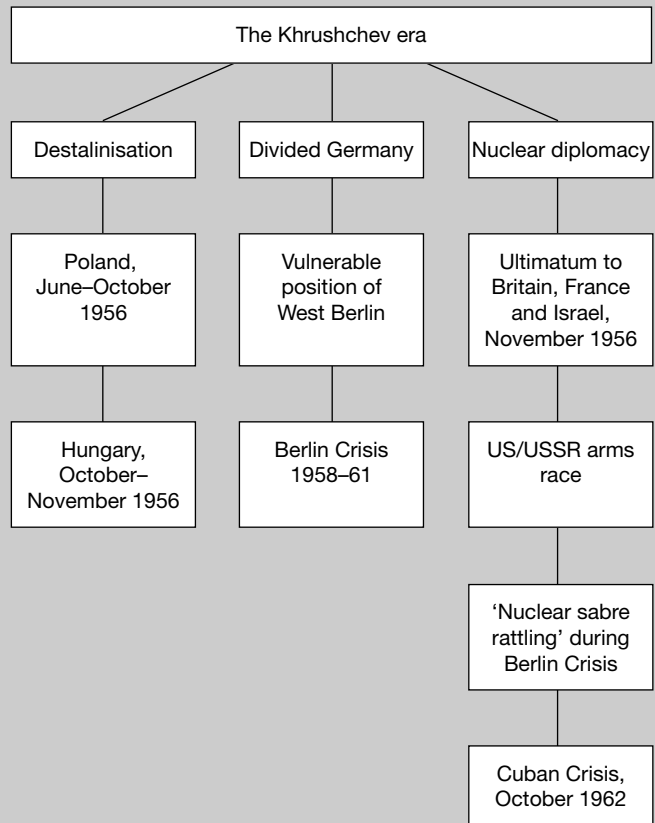 The Khrushchev era
Destalinisation
Divided Germany
Nuclear diplomacy
Poland,
June–October
1956
Vulnerable
position of
West Berlin
Ultimatum to
Britain, France
and Israel,
November 1956
Hungary,
October–
November 1956
Berlin Crisis
1958–61
US/USSR arms
race
‘Nuclear sabre
rattling’ during
Berlin Crisis
Cuban Crisis,
October 1962